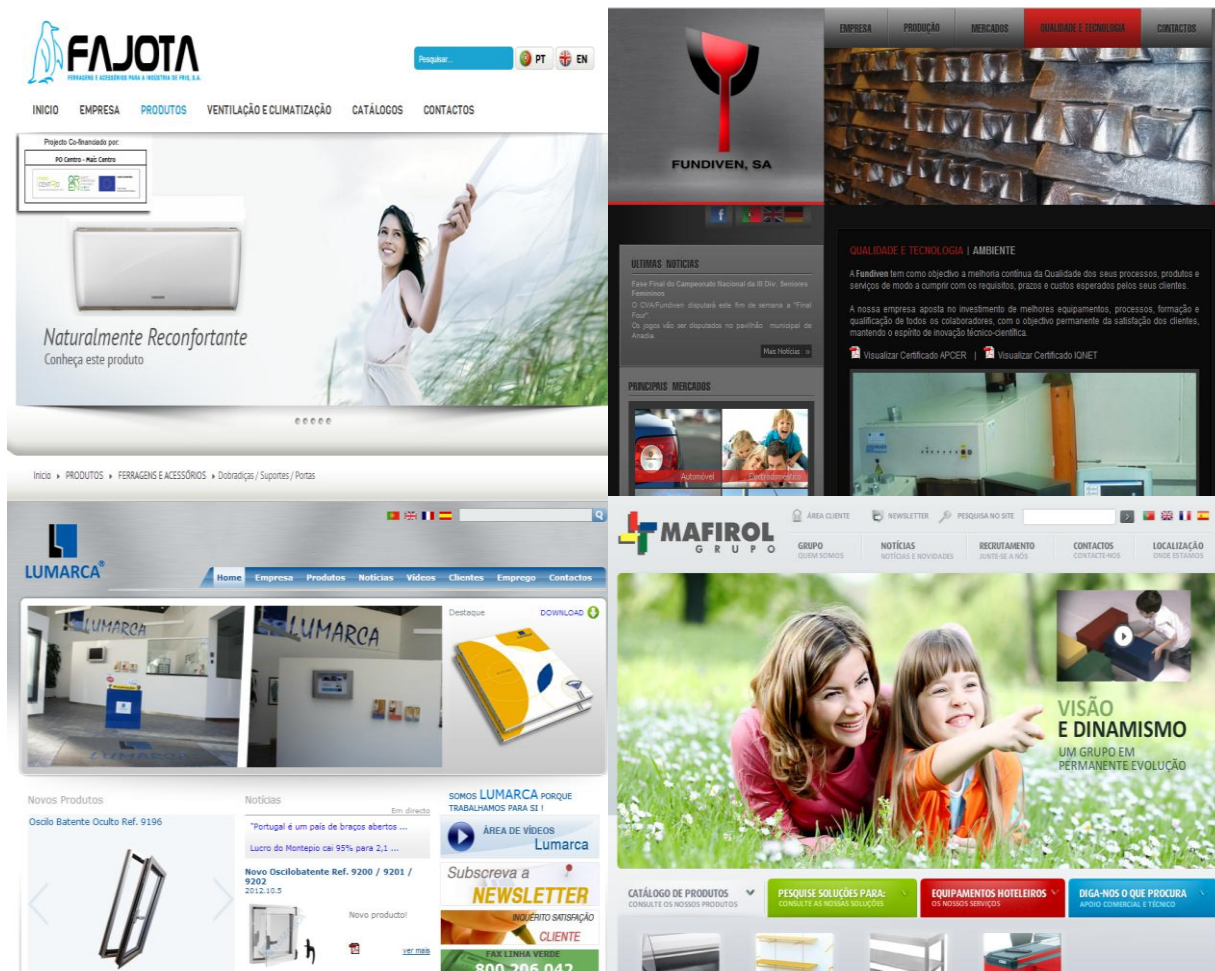 FAJOTA
FERRAGENS E ACESSÓRIOS PARA A INDÚSTRIA DE FRIO, S.A.
Pesquisar...
PT
EN
INICIO
EMPRESA
PRODUTOS
VENTILAÇÃO E CLIMATIZAÇÃO
CATÁLOGOS
CONTACTOS
Projecto Co-financiado por:
PO Centro - Mais Centro
Naturalmente Reconfortante
Conheça este produto
Inicio ▸ PRODUTOS ▸ FERRAGENS E ACESSÓRIOS ▸ Dobradiças / Suportes / Portas
FUNDIVEN, SA
EMPRESA
PRODUÇÃO
MERCADOS
QUALIDADE E TECNOLOGIA
CONTACTOS
ULTIMAS NOTICIAS
Fase Final do Campeonato Nacional da III Div. Seniores
Femininos
O CVA/Fundiven disputará este fim de semana a "Final
Four".
Os jogos vão ser disputados no pavilhão municipal de
Anadia.
Mais Notícias »
PRINCIPAIS MERCADOS
Automóvel
Electrodoméstico
QUALIDADE E TECNOLOGIA | AMBIENTE
A Fundiven tem como objectivo a melhoria contínua da Qualidade dos seus processos, produtos e
serviços de modo a cumprir com os requisitos, prazos e custos esperados pelos seus clientes.
A nossa empresa aposta no investimento de melhores equipamentos, processos, formação e
qualificação de todos os colaboradores, com o objectivo permanente da satisfação dos clientes,
mantendo o espírito de inovação técnico-científica.
Visualizar Certificado APCER | Visualizar Certificado IQNET
LUMARCA®
Home
Empresa
Produtos
Notícias
Vídeos
Clientes
Emprego
Contactos
LUMARCA
LUMARCA
LUMARCA
Destaque
DOWNLOAD
Novos Produtos
Oscilo Batente Oculto Ref. 9196
Notícias
Em directo
"Portugal é um país de braços abertos ...
Lucro do Montepio cai 95% para 2,1 ...
Novo Oscilobatente Ref. 9200 / 9201 /
9202
2012.10.5
Novo producto!
ver mais
SOMOS LUMARCA PORQUE
TRABALHAMOS PARA SI !
ÁREA DE VÍDEOS
Lumarca
Subscreva a
NEWSLETTER
INQUÉRITO SATISFAÇÃO
CLIENTE
FAX LINHA VERDE
800 206 042
MAFIROL
GRUPO
ÁREA CLIENTE
NEWSLETTER
PESQUISA NO SITE
GRUPO
QUEM SOMOS
NOTÍCIAS
NOTÍCIAS E NOVIDADES
RECRUTAMENTO
JUNTE-SE A NÓS
CONTACTOS
CONTACTE-NOS
LOCALIZAÇÃO
ONDE ESTAMOS
VISÃO
E DINAMISMO
UM GRUPO EM
PERMANENTE EVOLUÇÃO
CATÁLOGO DE PRODUTOS
CONSULTE OS NOSSOS PRODUTOS
PESQUISE SOLUÇÕES PARA:
CONSULTE AS NOSSAS SOLUÇÕES
EQUIPAMENTOS HOTELEIROS
OS NOSSOS SERVIÇOS
DIGA-NOS O QUE PROCURA
APOIO COMERCIAL E TÉCNICO